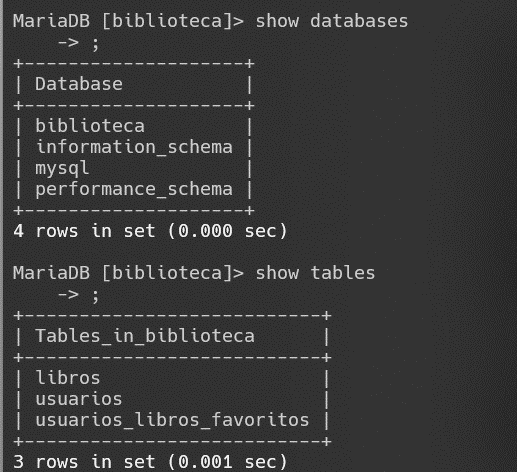 MariaDB [biblioteca]> show databases
    -> ;
+--------------------+
| Database           |
+--------------------+
| biblioteca         |
| information_schema |
| mysql              |
| performance_schema |
+--------------------+
4 rows in set (0.000 sec)

MariaDB [biblioteca]> show tables
    -> ;
+---------------------------+
| Tables_in_biblioteca      |
+---------------------------+
| libros                    |
| usuarios                  |
| usuarios_libros_favoritos |
+---------------------------+
3 rows in set (0.001 sec)